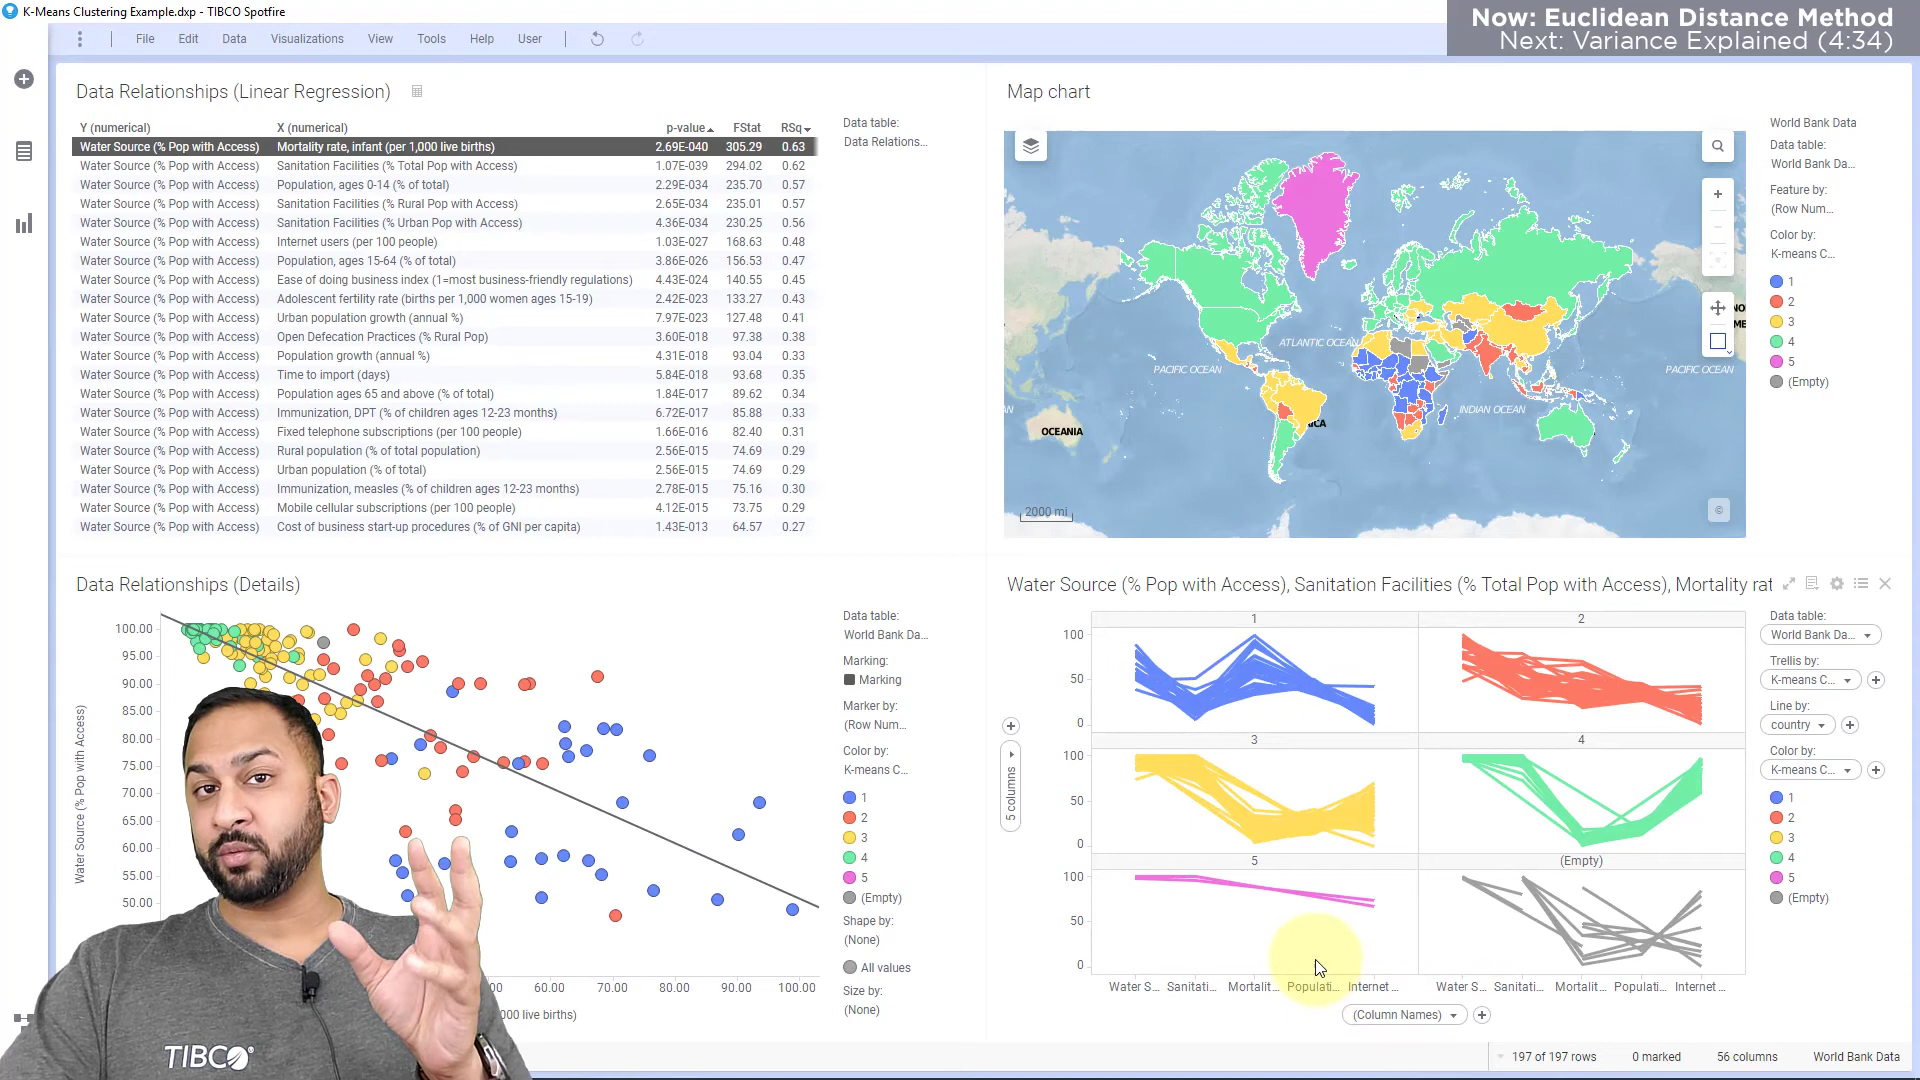 K-Means Clustering Example.dxp - TIBCO Spotfire
Now: Euclidean Distance Method
Next: Variance Explained (4:34)
File Edit Data Visualizations View Tools Help User
Data Relationships (Linear Regression)
Y (numerical) X (numerical) p-value FStat RSq
Water Source (% Pop with Access) Mortality rate, infant (per 1,000 live births) 2.69E-040 305.29 0.63
Water Source (% Pop with Access) Sanitation Facilities (% Total Pop with Access) 1.07E-039 294.02 0.62
Water Source (% Pop with Access) Population, ages 0-14 (% of total) 2.29E-034 235.70 0.57
Water Source (% Pop with Access) Sanitation Facilities (% Rural Pop with Access) 2.65E-034 235.01 0.57
Water Source (% Pop with Access) Sanitation Facilities (% Urban Pop with Access) 4.36E-034 230.25 0.56
Water Source (% Pop with Access) Internet users (per 100 people) 1.03E-027 168.63 0.48
Water Source (% Pop with Access) Population, ages 15-64 (% of total) 3.86E-026 156.53 0.47
Water Source (% Pop with Access) Ease of doing business index (1=most business-friendly regulations) 4.43E-024 140.55 0.45
Water Source (% Pop with Access) Adolescent fertility rate (births per 1,000 women ages 15-19) 2.42E-023 133.27 0.43
Water Source (% Pop with Access) Urban population growth (annual %) 7.97E-023 127.48 0.41
Water Source (% Pop with Access) Open Defecation Practices (% Rural Pop) 3.60E-018 97.38 0.38
Water Source (% Pop with Access) Population growth (annual %) 4.31E-018 93.04 0.33
Water Source (% Pop with Access) Time to import (days) 5.84E-018 93.68 0.35
Water Source (% Pop with Access) Population ages 65 and above (% of total) 1.84E-017 89.62 0.34
Water Source (% Pop with Access) Immunization, DPT (% of children ages 12-23 months) 6.72E-017 85.88 0.33
Water Source (% Pop with Access) Fixed telephone subscriptions (per 100 people) 1.66E-016 82.40 0.31
Water Source (% Pop with Access) Rural population (% of total population) 2.56E-015 74.69 0.29
Water Source (% Pop with Access) Urban population (% of total) 2.56E-015 74.69 0.29
Water Source (% Pop with Access) Immunization, measles (% of children ages 12-23 months) 2.78E-015 75.16 0.30
Water Source (% Pop with Access) Mobile cellular subscriptions (per 100 people) 4.12E-015 73.75 0.29
Water Source (% Pop with Access) Cost of business start-up procedures (% of GNI per capita) 1.43E-013 64.57 0.27
Data table:
Data Relations...
Map chart
PACIFIC OCEAN
ATLANTIC OCEAN
INDIAN OCEAN
PACIFIC OCEAN
OCEANIA
2000 mi
©
World Bank Data
Data table:
World Bank Da...
Feature by:
(Row Num...
Color by:
K-means C...
1
2
3
4
5
(Empty)
Data Relationships (Details)
Water Source (% Pop with Access)
100.00
95.00
90.00
85.00
80.00
75.00
70.00
65.00
60.00
55.00
50.00
60.00 70.00 80.00 90.00 100.00
000 live births)
Data table:
World Bank Da...
Marking:
Marking
Marker by:
(Row Num...
Color by:
K-means C...
1
2
3
4
5
(Empty)
Shape by:
(None)
All values
Size by:
(None)
TIBCO
Water Source (% Pop with Access), Sanitation Facilities (% Total Pop with Access), Mortality rat
5 columns
1 2
100
50
0
3 4
100
50
0
5 (Empty)
100
50
0
Water S... Sanitati... Mortalit... Populati... Internet ... Water S... Sanitati... Mortalit... Populati... Internet ...
(Column Names)
Data table:
World Bank Da...
Trellis by:
K-means C...
Line by:
country
Color by:
K-means C...
1
2
3
4
5
(Empty)
197 of 197 rows 0 marked 56 columns World Bank Data